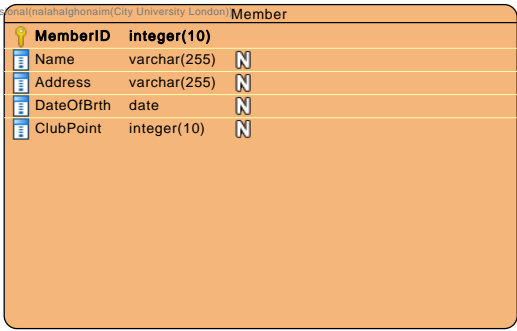 sional(nalahalghonaim(City University London))
Member
MemberID integer(10)
Name varchar(255) N
Address varchar(255) N
DateOfBrth date N
ClubPoint integer(10) N